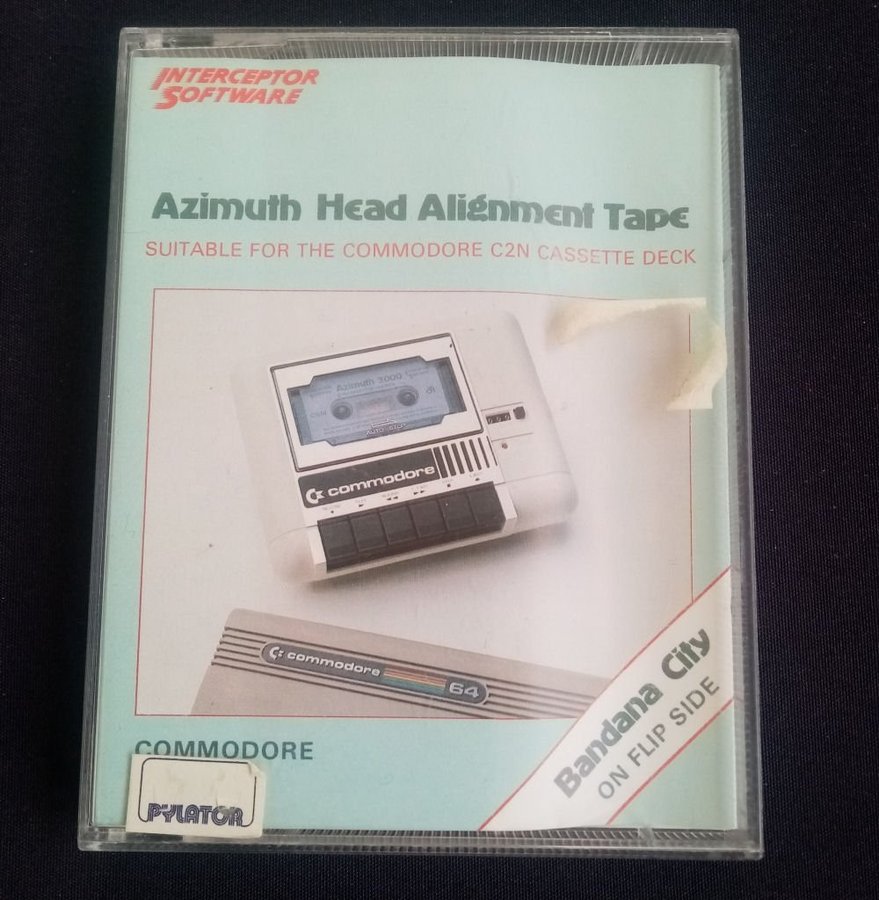 INTERCEPTOR
SOFTWARE
Azimuth Head Alignment Tape
SUITABLE FOR THE COMMODORE C2N CASSETTE DECK
Azimuth 3000
commodore
commodore 64
Bandana City
ON FLIP SIDE
COMMODORE
PYLATOR